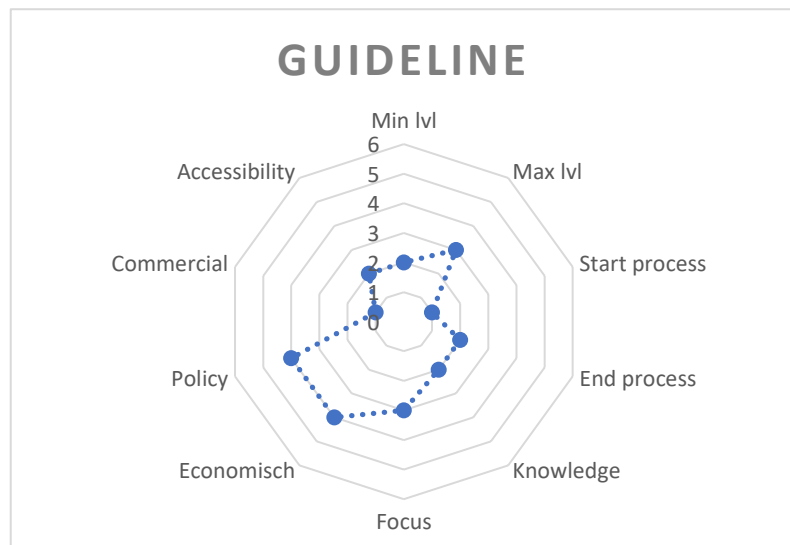 GUIDELINE
Min lvl
Max lvl
Start process
End process
Knowledge
Focus
Economisch
Policy
Commercial
Accessibility
6
5
4
3
2
1
0